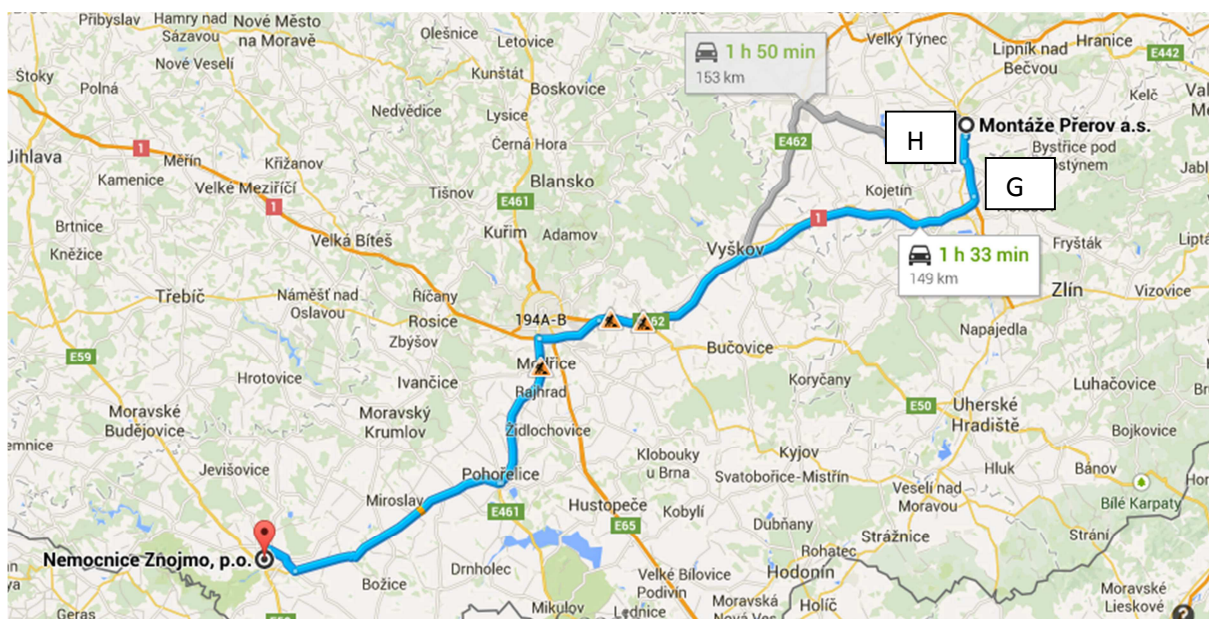 Přibyslav
Hamry nad
Sázavou
Nové Město
na Moravě
Nové Veselí
Štoky
Polná
Olešnice
Letovice
Kunštát
Boskovice
Nedvědice
Lysice
Černá Hora
1 h 50 min
153 km
Velký Týnec
Lipník nad
Bečvou
Hranice
E442
Kelč
H
Montáže Přerov a.s.
Bystřice pod
G
E462
Kojetín
Jihlava
1
Měřín
Křižanov
Kamenice
Velké Meziříčí
1
Tišnov
Blansko
E461
Brtnice
Kněžice
Velká Bíteš
Kuřim
Adamov
Vyškov
1
1 h 33 min
149 km
Fryšták
Zlín
Vizovice
Třebíč
Náměšť nad
Oslavou
Říčany
Rosice
Zbýšov
194A-B
Bučovice
Napajedla
E59
Hrotovice
Ivančice
Rajhrad
Koryčany
Luhačovice
Moravské
Budějovice
Moravský
Krumlov
Židlochovice
E50
Uherské
Hradiště
Bojkovice
Jevišovice
Pohořelice
Klobouky
u Brna
Kyjov
Svatobořice-Mistřín
Hluk
Bánov
Miroslav
E461
Hustopeče
Kobylí
Veselí nad
Moravou
Bílé Karpaty
E65
Dubňany
Strážnice
Strání
Nemocnice Znojmo, p.o.
Božice
Drnholec
Rohatec
Hodonín
Velké Bílovice
Podivín
Mikulov
Lednice
Moravská
Holíč
Moravské
Lieskové
Geras
?